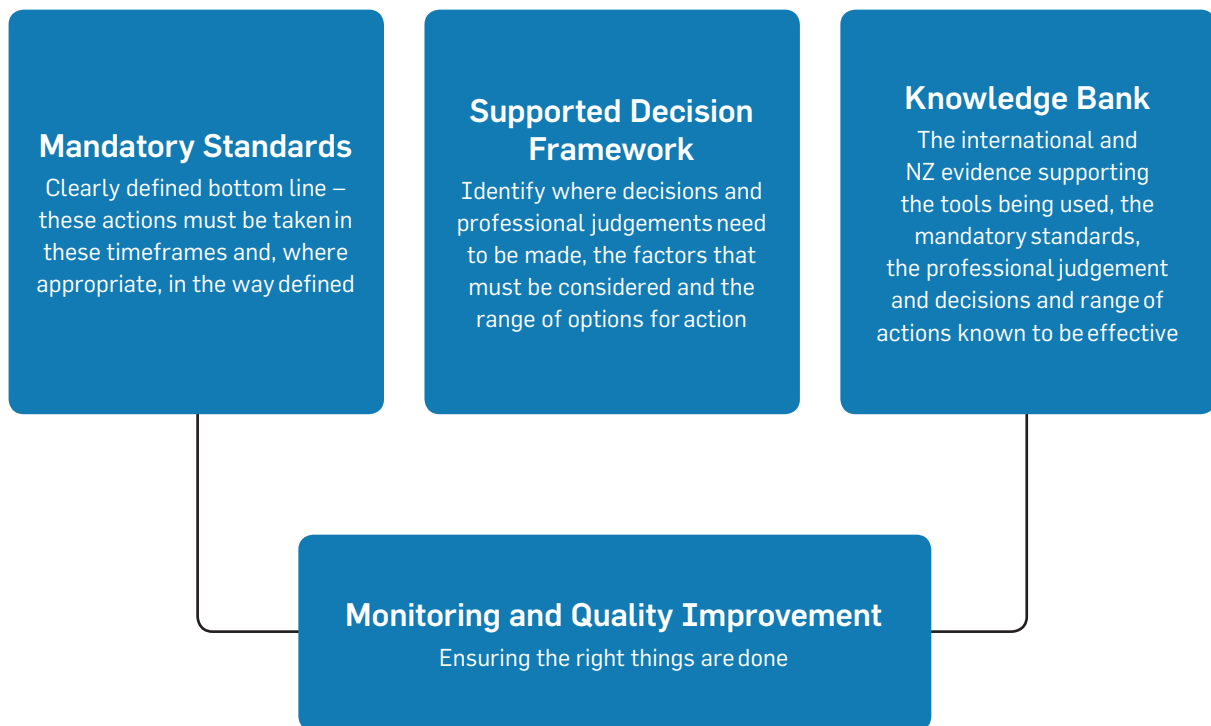 Mandatory Standards
Clearly defined bottom line –
these actions must be taken in
these timeframes and, where
appropriate, in the way defined
Supported Decision
Framework
Identify where decisions and
professional judgements need
to be made, the factors that
must be considered and the
range of options for action
Knowledge Bank
The international and
NZ evidence supporting
the tools being used, the
mandatory standards,
the professional judgement
and decisions and range of
actions known to be effective
Monitoring and Quality Improvement
Ensuring the right things are done